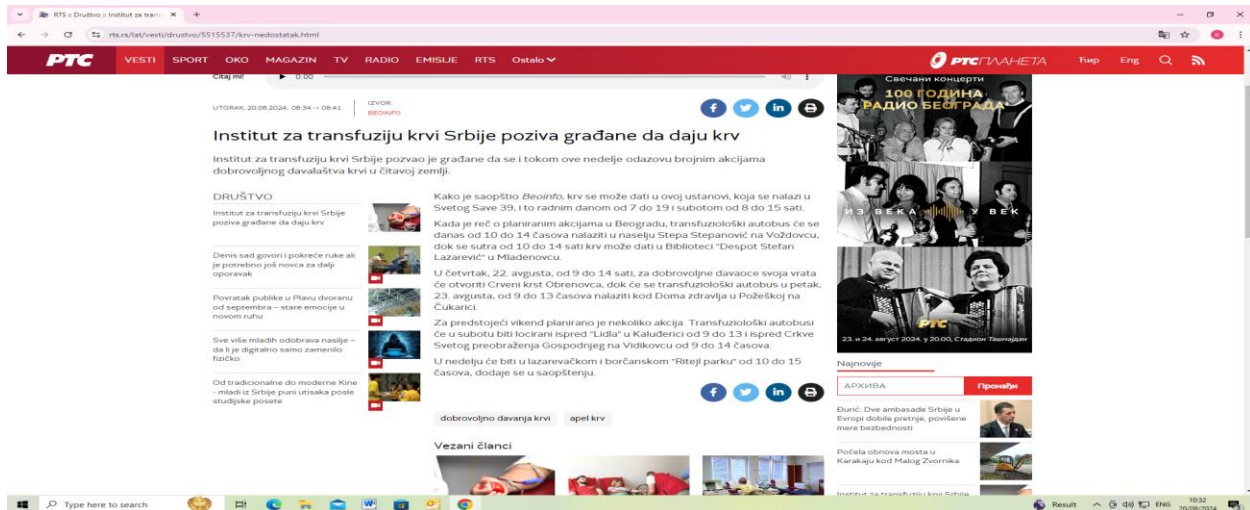 RTS :: Društvo :: Institut za trans
rts.rs/lat/vesti/drustvo/5515537/krv-nedostatak.html
РТС VESTI SPORT OKO MAGAZIN TV RADIO EMISIJE RTS Ostalo РТС ПЛАНЕТА Ћир Eng
Čitaj mi! 0:00
UTORAK, 20.08.2024, 08:34 -> 08:41
IZVOR:
BEOINFO
Institut za transfuziju krvi Srbije poziva građane da daju krv
Institut za transfuziju krvi Srbije pozvao je građane da se i tokom ove nedelje odazovu brojnim akcijama
dobrovoljnog davalaštva krvi u čitavoj zemlji.
DRUŠTVO
Institut za transfuziju krvi Srbije
poziva građane da daju krv
Denis sad govori i pokreće ruke ali
je potrebno još novca za dalji
oporavak
Povratak publike u Plavu dvoranu
od septembra – stare emocije u
novom ruhu
Sve više mladih odobrava nasilje –
da li je digitalno samo zamenilo
fizičko
Od tradicionalne do moderne Kine
- mladi iz Srbije puni utisaka posle
studijske posete
Kako je saopštio Beoinfo, krv se može dati u ovoj ustanovi, koja se nalazi u
Svetog Save 39, i to radnim danom od 7 do 19 i subotom od 8 do 15 sati.
Kada je reč o planiranim akcijama u Beogradu, transfuziološki autobus će se
danas od 10 do 14 časova nalaziti u naselju Stepa Stepanović na Voždovcu,
dok se sutra od 10 do 14 sati krv može dati u Biblioteci "Despot Stefan
Lazarević" u Mladenovcu.
U četvrtak, 22. avgusta, od 9 do 14 sati, za dobrovoljne davaoce svoja vrata
će otvoriti Crveni krst Obrenovca, dok će se transfuziološki autobus u petak,
23. avgusta, od 9 do 13 časova nalaziti kod Doma zdravlja u Požeškoj na
Čukarici.
Za predstojeći vikend planirano je nekoliko akcija. Transfuziološki autobusi
će u subotu biti locirani ispred "Lidla" u Kaluđerici od 9 do 13 i ispred Crkve
Svetog preobraženja Gospodnjeg na Vidikovcu od 9 do 14 časova.
U nedelju će biti u lazarevačkom i borčanskom "Ritejl parku" od 10 do 15
časova, dodaje se u saopštenju.
dobrovoljno davanja krvi apel krv
Vezani članci
Свечани концерти
100 ГОДИНА
РАДИО БЕОГРАДА
ИЗ ВЕКА У ВЕК
РТС
23. и 24. август 2024. у 20.00, Стадион Ташмајдан
Najnovije
АРХИВА Пронађи
Đurić: Dve ambasade Srbije u
Evropi dobile pretnje, povišene
mere bezbednosti
Počela obnova mosta u
Karakaju kod Malog Zvornika
Institut za transfuziju krvi Srbije
Type here to search
Result ENG 10:32
20/08/2024